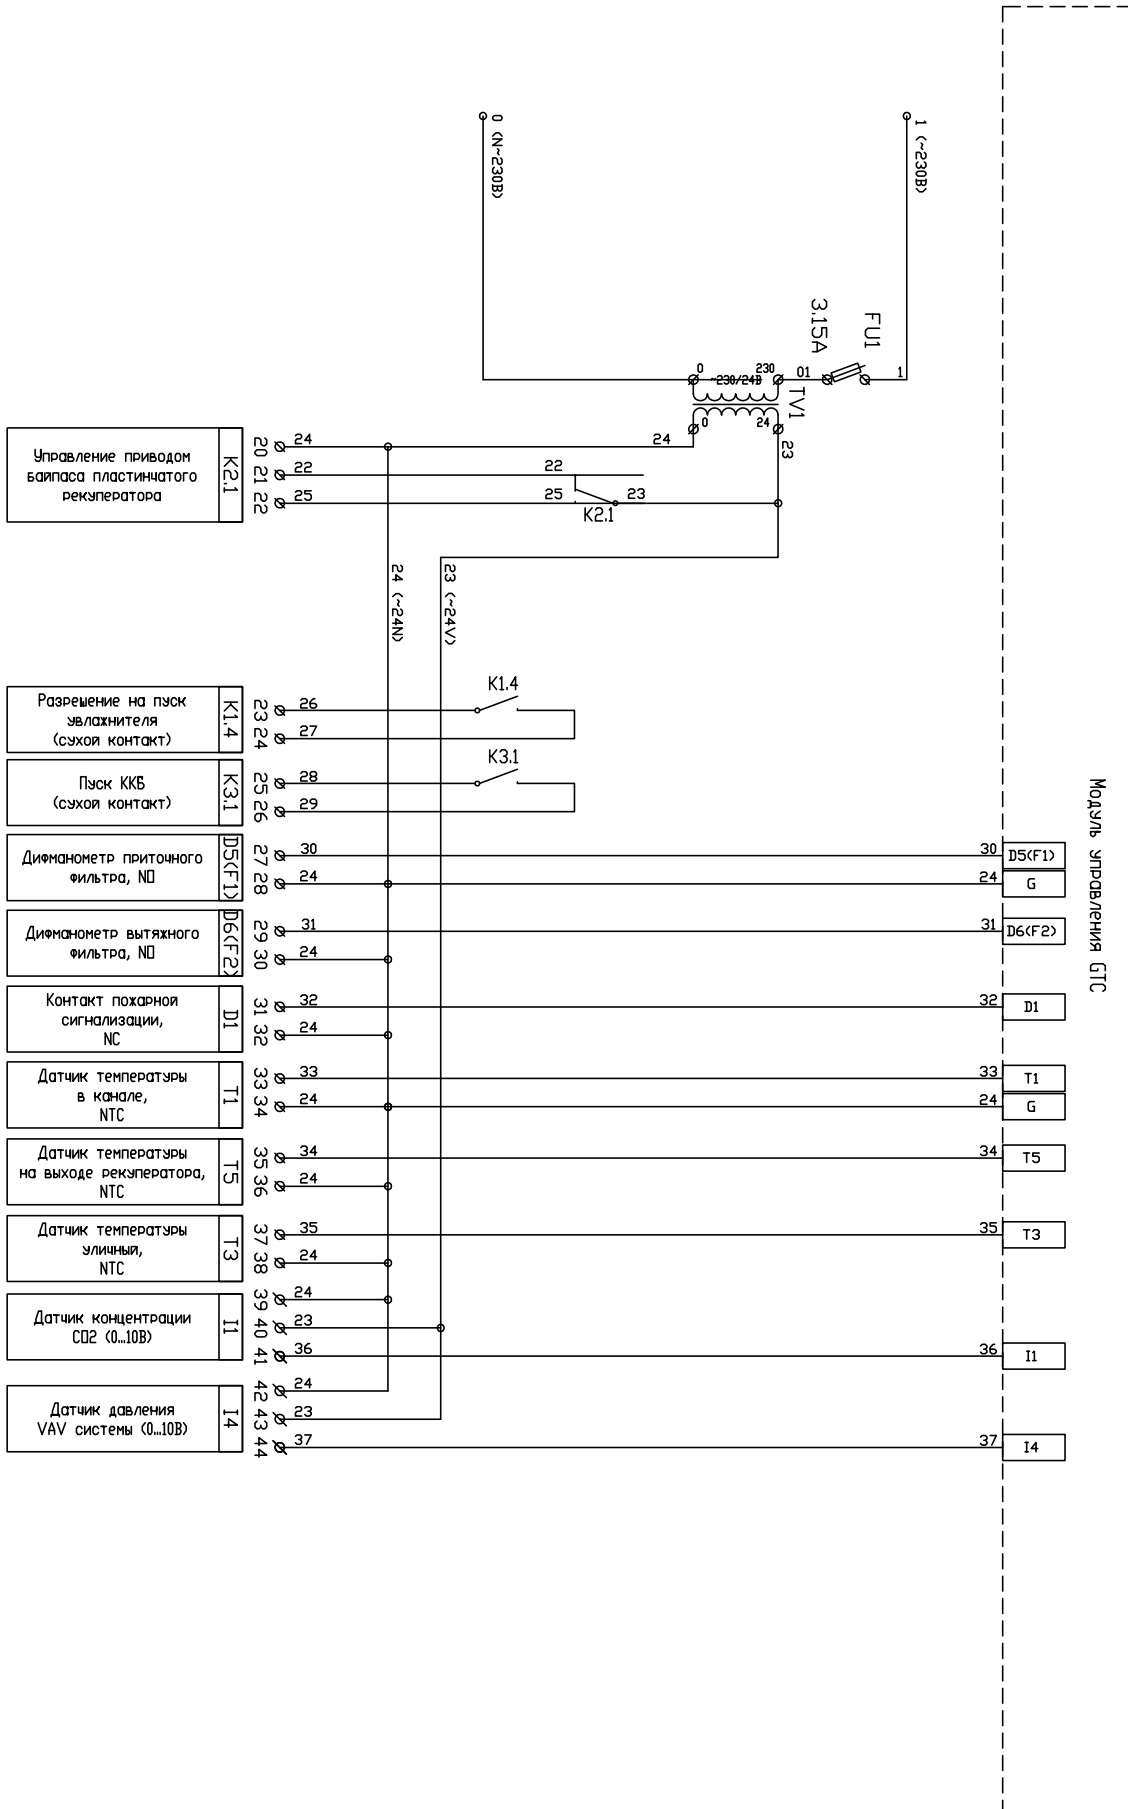 0 (N~230В)
1 (~230В)
FU1
3.15А
1
01
230
0
~230/24В
TV1
0
24
24
23
Управление приводом
байпаса пластинчатого
рекуператора
K2.1
20
21
22
24
22
25
22
25
23
K2.1
24 (~24N)
23 (~24V)
Разрешение на пуск
увлажнителя
(сухой контакт)
K1.4
23
24
26
27
K1.4
Пуск ККБ
(сухой контакт)
K3.1
25
26
28
29
K3.1
Модуль управления GTC
Дифманометр приточного
фильтра, NO
D5(F1)
27
28
30
24
30
24
D5(F1)
G
Дифманометр вытяжного
фильтра, NO
D6(F2)
29
30
31
24
31
D6(F2)
Контакт пожарной
сигнализации,
NC
D1
31
32
32
24
32
D1
Датчик температуры
в канале,
NTC
T1
33
34
33
24
33
24
T1
G
Датчик температуры
на выходе рекуператора,
NTC
T5
35
36
34
24
34
T5
Датчик температуры
уличный,
NTC
T3
37
38
35
24
35
T3
Датчик концентрации
CO2 (0...10В)
I1
39
40
41
24
23
36
36
I1
Датчик давления
VAV системы (0...10В)
I4
42
43
44
24
23
37
37
I4